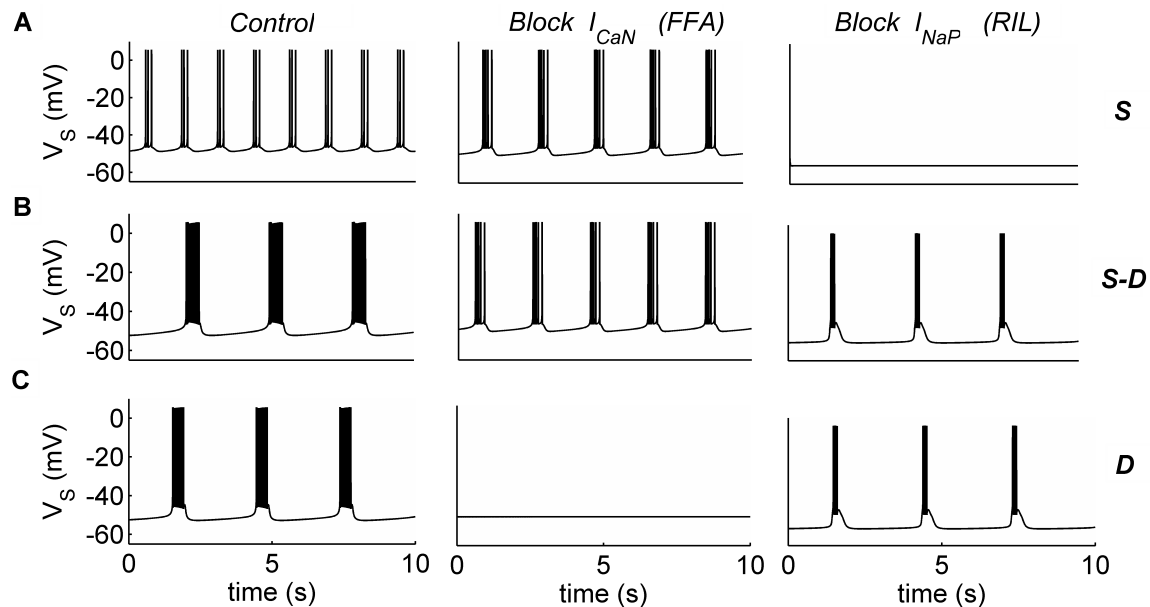 A Control Block I_CaN (FFA) Block I_NaP (RIL)
0
-20
-40
-60
V_S (mV)
S
B
0
-20
-40
-60
V_S (mV)
S-D
C
0
-20
-40
-60
V_S (mV)
D
0 5 10 0 5 10 0 5 10
time (s) time (s) time (s)